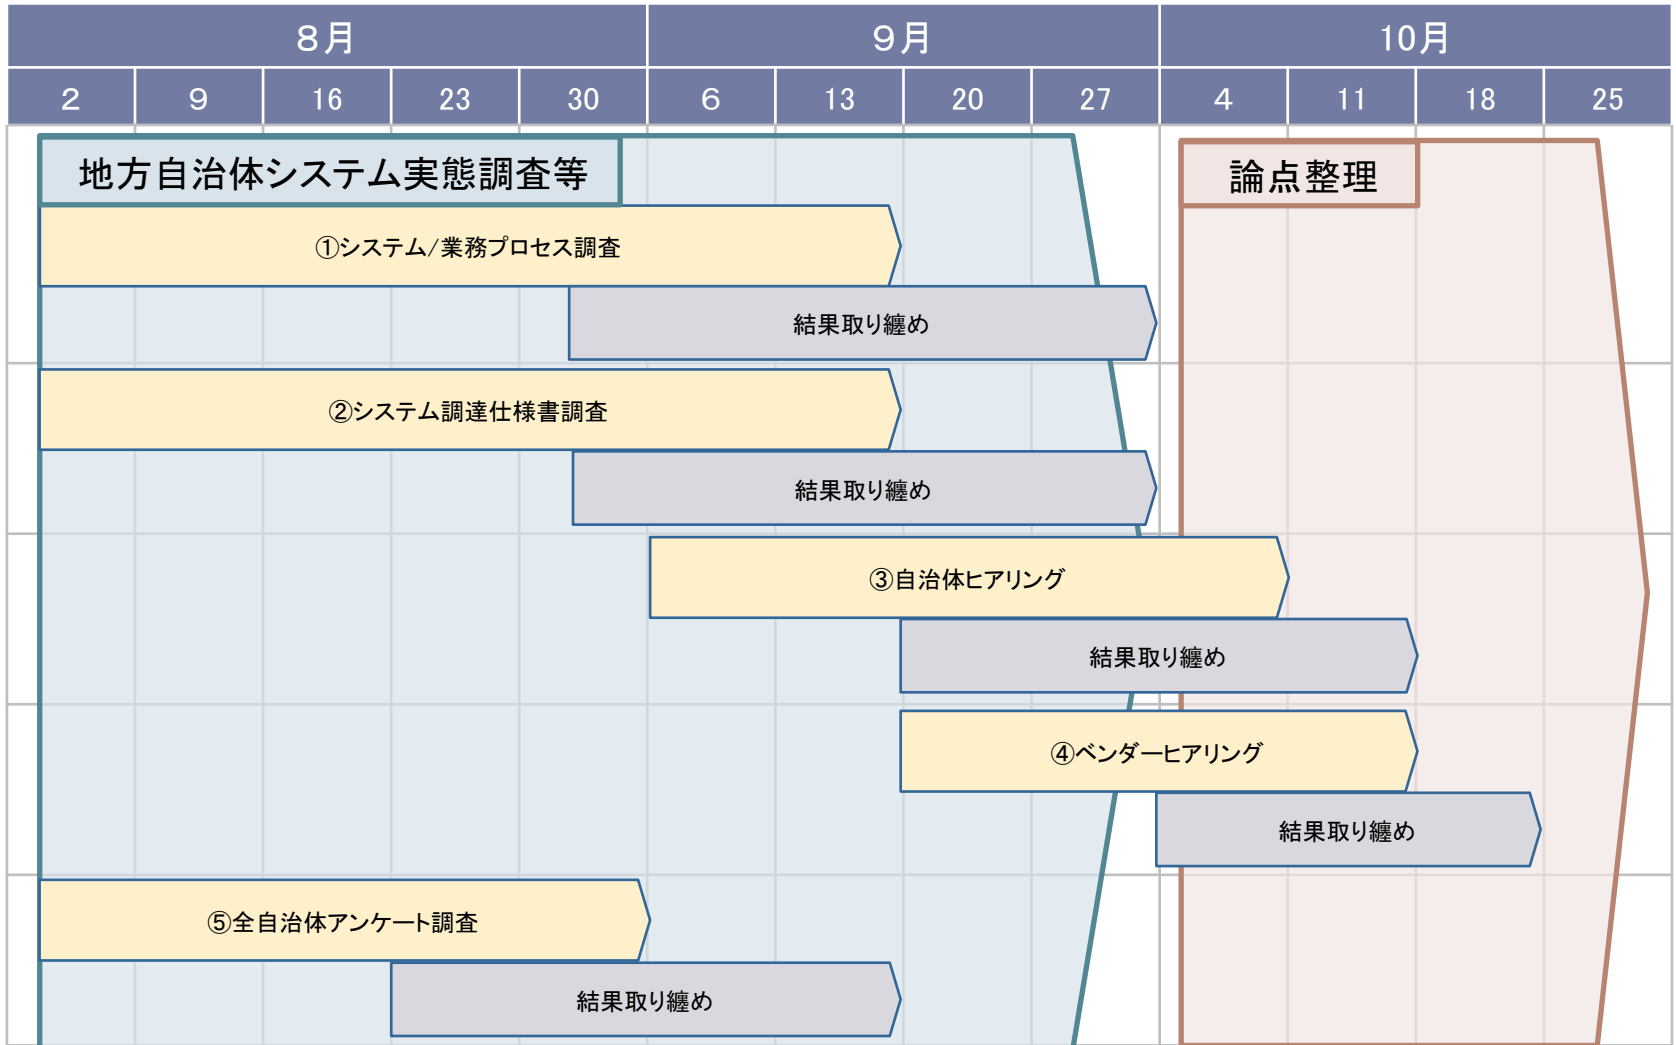 ８月 ９月 10月
２ ９ 16 23 30 ６ 13 20 27 ４ 11 18 25
地方自治体システム実態調査等
論点整理
①システム/業務プロセス調査
結果取り纏め
②システム調達仕様書調査
結果取り纏め
③自治体ヒアリング
結果取り纏め
④ベンダーヒアリング
結果取り纏め
⑤全自治体アンケート調査
結果取り纏め